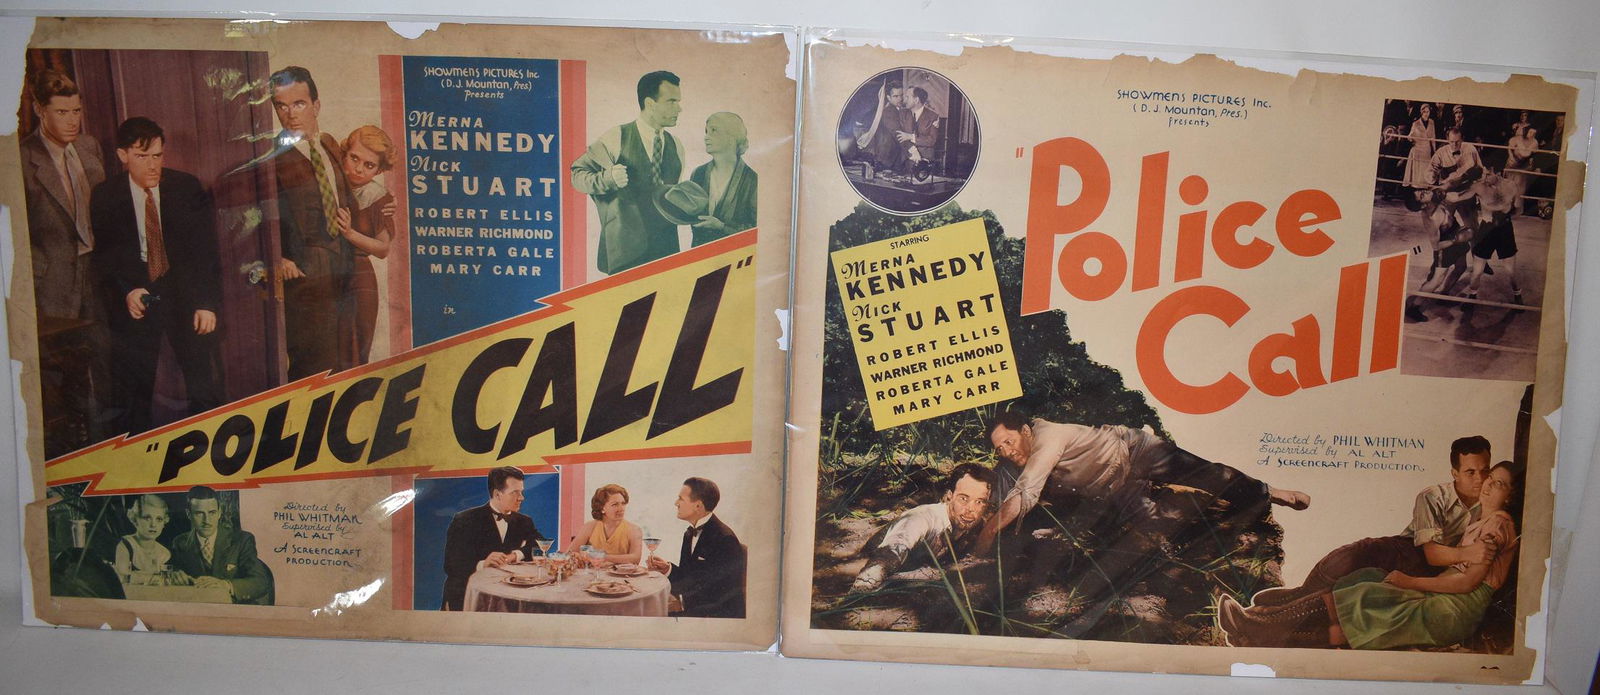 SHOWMENS PICTURES Inc.
(D.J. Mountan, Pres.)
Presents
MERNA
KENNEDY
NICK
STUART
ROBERT ELLIS
WARNER RICHMOND
ROBERTA GALE
MARY CARR
in
"POLICE CALL"
Directed by
PHIL WHITMAN
Supervised by
AL ALT
A SCREENCRAFT
PRODUCTION
SHOWMENS PICTURES Inc.
(D.J. Mountan, Pres.)
Presents
"Police
Call"
STARRING
MERNA
KENNEDY
NICK
STUART
ROBERT ELLIS
WARNER RICHMOND
ROBERTA GALE
MARY CARR
Directed by PHIL WHITMAN
Supervised by AL ALT
A SCREENCRAFT PRODUCTION